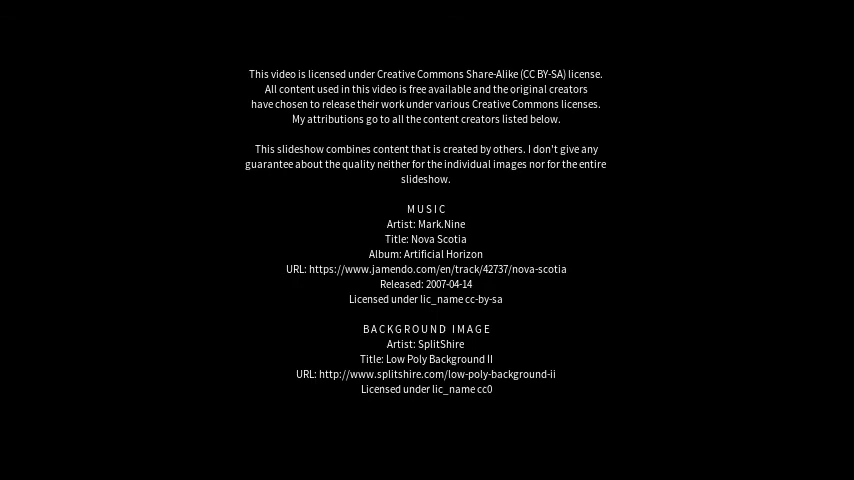 This video is licensed under Creative Commons Share-Alike (CC BY-SA) license.
All content used in this video is free available and the original creators
have chosen to release their work under various Creative Commons licenses.
My attributions go to all the content creators listed below.
This slideshow combines content that is created by others. I don't give any
guarantee about the quality neither for the individual images nor for the entire
slideshow.
MUSIC
Artist: Mark.Nine
Title: Nova Scotia
Album: Artificial Horizon
URL: https://www.jamendo.com/en/track/42737/nova-scotia
Released: 2007-04-14
Licensed under lic_name cc-by-sa
BACKGROUND IMAGE
Artist: SplitShire
Title: Low Poly Background II
URL: http://www.splitshire.com/low-poly-background-ii
Licensed under lic_name cc0